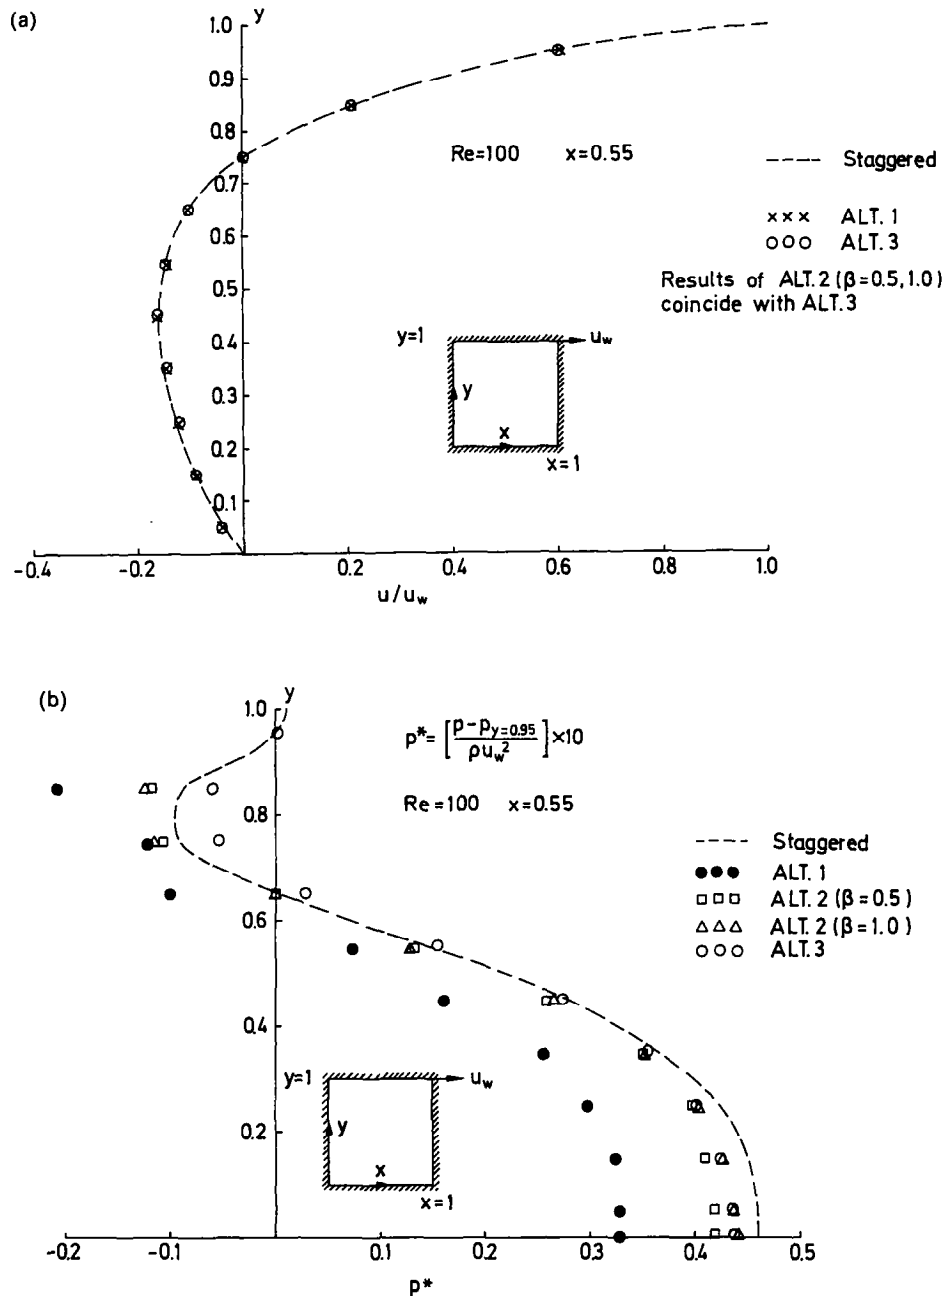 (a)
y
1.0
0.9
0.8
0.7
0.6
0.5
0.4
0.3
0.2
0.1
Re=100 x=0.55
--- Staggered
××× ALT. 1
○○○ ALT. 3
Results of ALT.2 (β=0.5,1.0)
coincide with ALT.3
y=1
u_w
y
x
x=1
-0.4 -0.2 0 0.2 0.4 0.6 0.8 1.0
u/u_w
(b)
y
1.0
0.8
0.6
0.4
0.2
p*=[(p-p_{y=0.95})/(ρu_w²)]×10
Re=100 x=0.55
--- Staggered
●●● ALT. 1
□□□ ALT. 2 (β=0.5)
△△△ ALT. 2 (β=1.0)
○○○ ALT. 3
y=1
u_w
y
x
x=1
-0.2 -0.1 0 0.1 0.2 0.3 0.4 0.5
p*